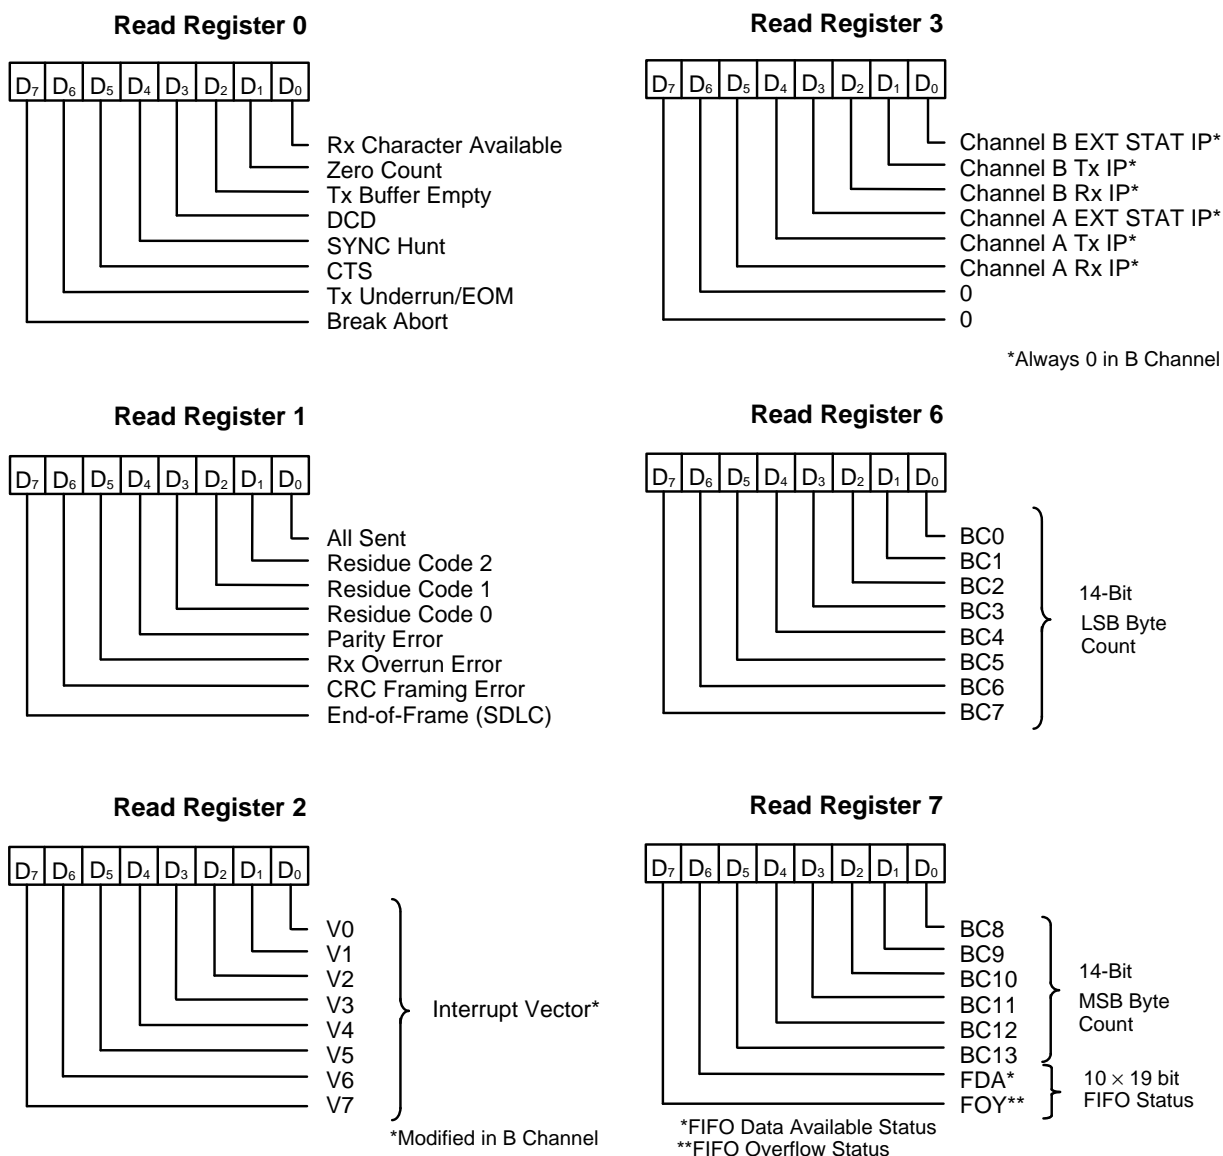 Read Register 0
D7 D6 D5 D4 D3 D2 D1 D0
Rx Character Available
Zero Count
Tx Buffer Empty
DCD
SYNC Hunt
CTS
Tx Underrun/EOM
Break Abort
Read Register 3
D7 D6 D5 D4 D3 D2 D1 D0
Channel B EXT STAT IP*
Channel B Tx IP*
Channel B Rx IP*
Channel A EXT STAT IP*
Channel A Tx IP*
Channel A Rx IP*
0
0
*Always 0 in B Channel
Read Register 1
D7 D6 D5 D4 D3 D2 D1 D0
All Sent
Residue Code 2
Residue Code 1
Residue Code 0
Parity Error
Rx Overrun Error
CRC Framing Error
End-of-Frame (SDLC)
Read Register 6
D7 D6 D5 D4 D3 D2 D1 D0
BC0
BC1
BC2
BC3
BC4
BC5
BC6
BC7
14-Bit
LSB Byte
Count
Read Register 2
D7 D6 D5 D4 D3 D2 D1 D0
V0
V1
V2
V3
V4
V5
V6
V7
Interrupt Vector*
*Modified in B Channel
Read Register 7
D7 D6 D5 D4 D3 D2 D1 D0
BC8
BC9
BC10
BC11
BC12
BC13
FDA*
FOY**
14-Bit
MSB Byte
Count
10 × 19 bit
FIFO Status
*FIFO Data Available Status
**FIFO Overflow Status